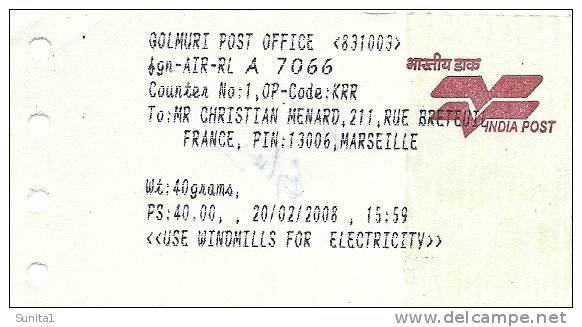 GOLMURI POST OFFICE <831003>
fgn-AIR-RL A 7066
भारतीय डाक
Counter No:1,OP-Code:KRR
To:MR CHRISTIAN MENARD,211,RUE BRETEUIL
INDIA POST
FRANCE, PIN:13006,MARSEILLE
Wt:40grams,
PS:40.00, , 20/02/2008 , 15:59
<<USE WINDMILLS FOR ELECTRICITY>>
Sunita1
delcampe.net